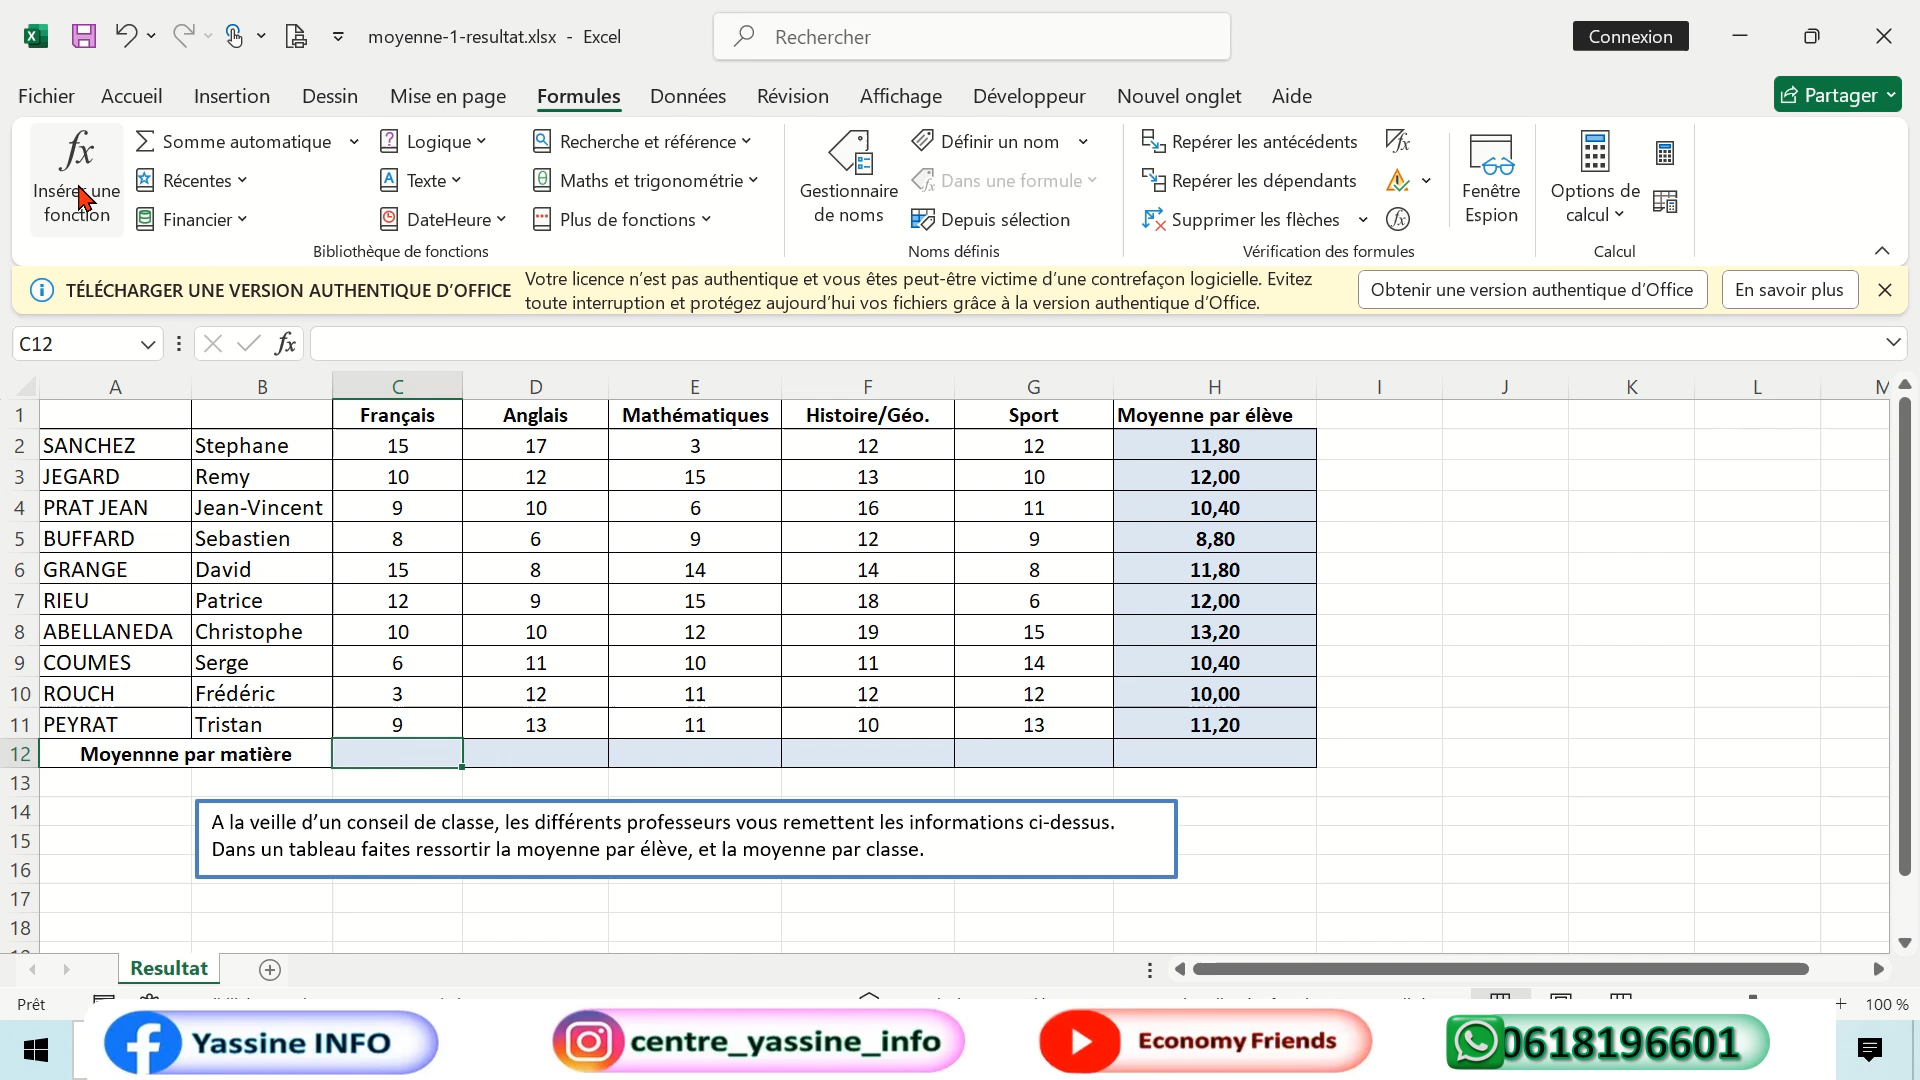 moyenne-1-resultat.xlsx - Excel
Rechercher
Connexion
Fichier Accueil Insertion Dessin Mise en page Formules Données Révision Affichage Développeur Nouvel onglet Aide
Partager
Insérer une fonction
Somme automatique
Récentes
Financier
Logique
Texte
DateHeure
Recherche et référence
Maths et trigonométrie
Plus de fonctions
Bibliothèque de fonctions
Gestionnaire de noms
Définir un nom
Dans une formule
Depuis sélection
Noms définis
Repérer les antécédents
Repérer les dépendants
Supprimer les flèches
Vérification des formules
Fenêtre Espion
Options de calcul
Calcul
TÉLÉCHARGER UNE VERSION AUTHENTIQUE D’OFFICE
Votre licence n’est pas authentique et vous êtes peut-être victime d’une contrefaçon logicielle. Evitez
toute interruption et protégez aujourd’hui vos fichiers grâce à la version authentique d’Office.
Obtenir une version authentique d’Office
En savoir plus
C12
A B C D E F G H I J K L M
1 Français Anglais Mathématiques Histoire/Géo. Sport Moyenne par élève
2 SANCHEZ Stephane 15 17 3 12 12 11,80
3 JEGARD Remy 10 12 15 13 10 12,00
4 PRAT JEAN Jean-Vincent 9 10 6 16 11 10,40
5 BUFFARD Sebastien 8 6 9 12 9 8,80
6 GRANGE David 15 8 14 14 8 11,80
7 RIEU Patrice 12 9 15 18 6 12,00
8 ABELLANEDA Christophe 10 10 12 19 15 13,20
9 COUMES Serge 6 11 10 11 14 10,40
10 ROUCH Frédéric 3 12 11 12 12 10,00
11 PEYRAT Tristan 9 13 11 10 13 11,20
12 Moyennne par matière
13
14
15
16
17
18
A la veille d’un conseil de classe, les différents professeurs vous remettent les informations ci-dessus.
Dans un tableau faites ressortir la moyenne par élève, et la moyenne par classe.
Resultat
Prêt
100 %
Yassine INFO
centre_yassine_info
Economy Friends
0618196601